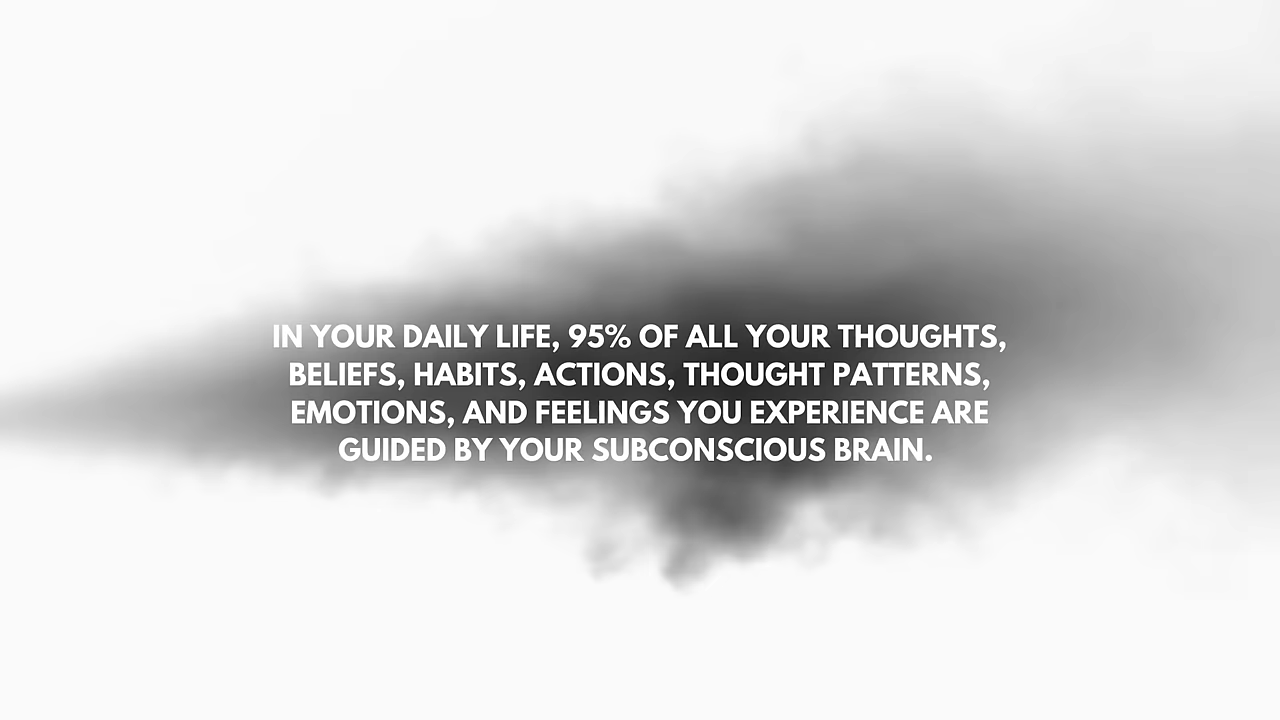 IN YOUR DAILY LIFE, 95% OF ALL YOUR THOUGHTS,
BELIEFS, HABITS, ACTIONS, THOUGHT PATTERNS,
EMOTIONS, AND FEELINGS YOU EXPERIENCE ARE
GUIDED BY YOUR SUBCONSCIOUS BRAIN.